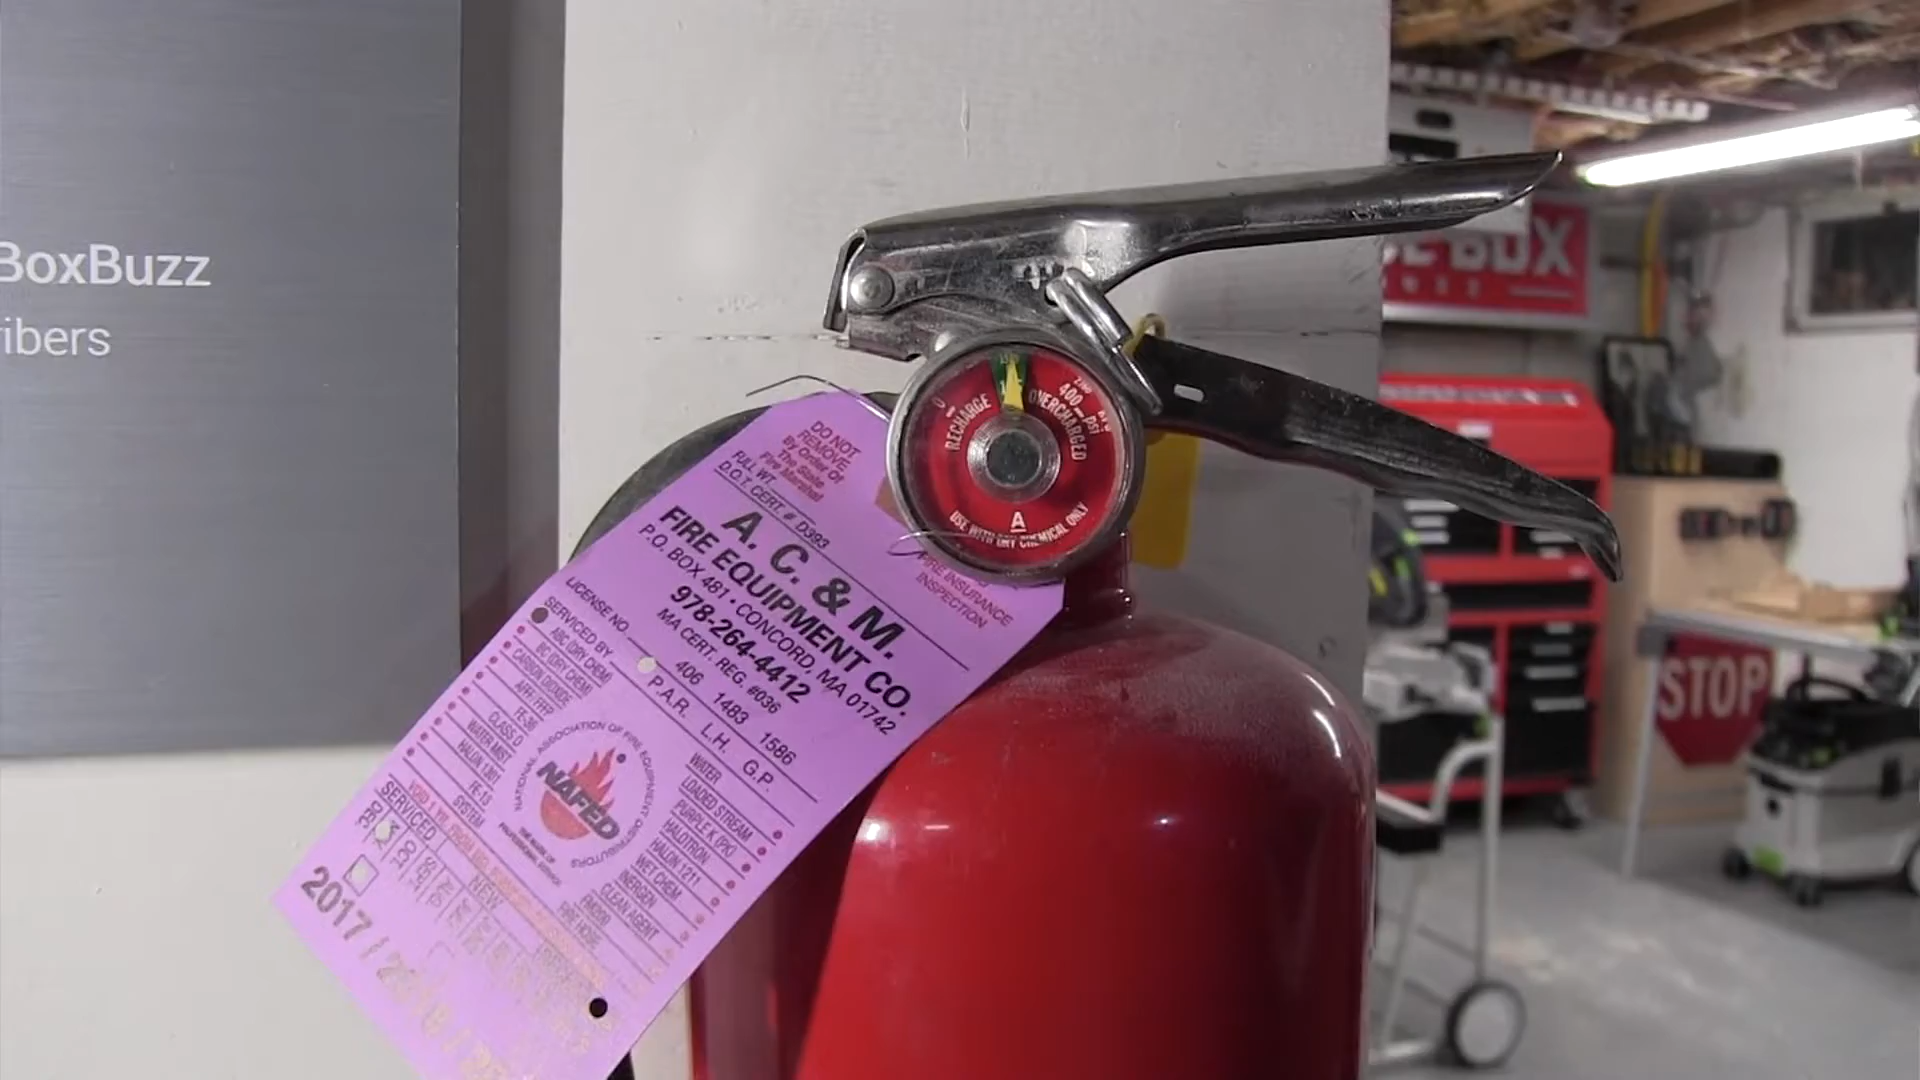 BoxBuzz
ribers
DO NOT
REMOVE
By Order Of
The State
Fire Marshal
FULL WT.
D.O.T. CERT. # D393
A. C. & M.
FIRE EQUIPMENT CO.
P.O. BOX 481 • CONCORD, MA 01742
978-264-4412
MA CERT. REG. #036
FIRE INSURANCE
INSPECTION
LICENSE NO.
406 1483 1586
SERVICED BY
P.A.R. L.H. G.P.
ABC (DRY CHEM)
BC (DRY CHEM)
CARBON DIOXIDE
AFFF FFFP
FE-36
CLASS D
WATER MIST
HALON 1301
FE-13
SYSTEM
NATIONAL ASSOCIATION OF FIRE EQUIPMENT DISTRIBUTORS
NAFED
WATER
LOADED STREAM
PURPLE K (PK)
HALOTRON
HALON 1211
WET CHEM
INERGEN
CLEAN AGENT
FM200
FIRE HOSE
SERVICED
NEW
2017 / 2018 /
0
RECHARGE
OVERCHARGED
400
psi
A
USE WITH DRY CHEMICAL ONLY
BOX
STOP